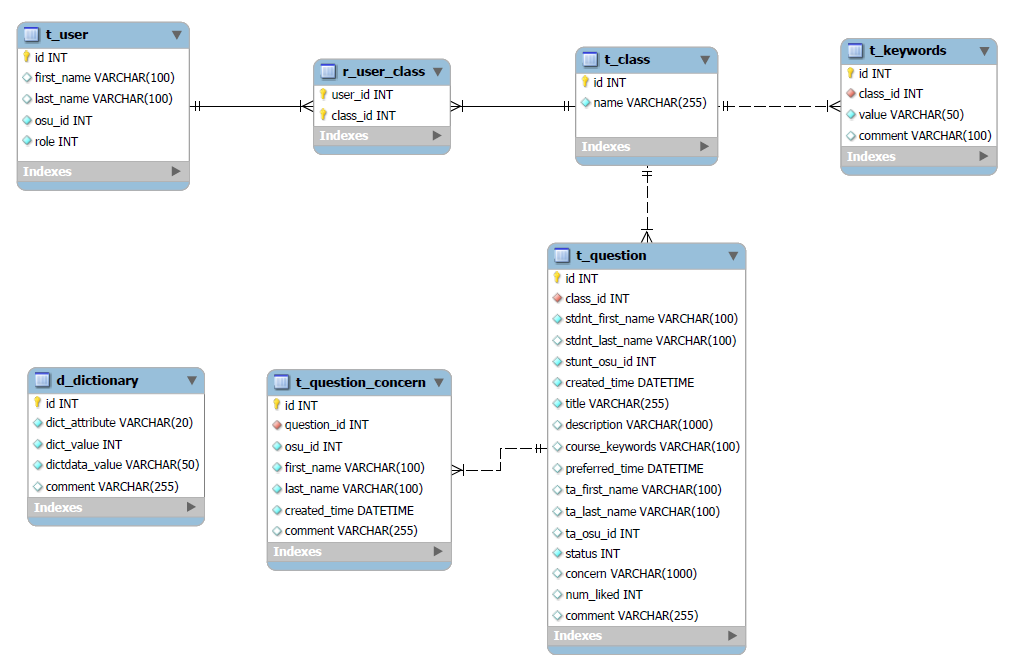 t_user
id INT
first_name VARCHAR(100)
last_name VARCHAR(100)
osu_id INT
role INT
Indexes
r_user_class
user_id INT
class_id INT
Indexes
t_class
id INT
name VARCHAR(255)
Indexes
t_keywords
id INT
class_id INT
value VARCHAR(50)
comment VARCHAR(100)
Indexes
d_dictionary
id INT
dict_attribute VARCHAR(20)
dict_value INT
dictdata_value VARCHAR(50)
comment VARCHAR(255)
Indexes
t_question_concern
id INT
question_id INT
osu_id INT
first_name VARCHAR(100)
last_name VARCHAR(100)
created_time DATETIME
comment VARCHAR(255)
Indexes
t_question
id INT
class_id INT
stdnt_first_name VARCHAR(100)
stdnt_last_name VARCHAR(100)
stunt_osu_id INT
created_time DATETIME
title VARCHAR(255)
description VARCHAR(1000)
course_keywords VARCHAR(100)
preferred_time DATETIME
ta_first_name VARCHAR(100)
ta_last_name VARCHAR(100)
ta_osu_id INT
status INT
concern VARCHAR(1000)
num_liked INT
comment VARCHAR(255)
Indexes